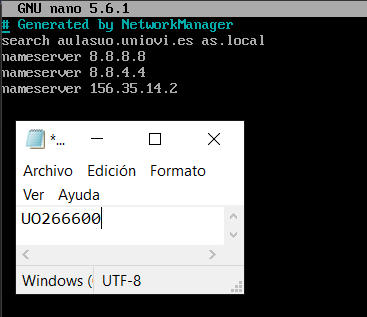 GNU nano 5.6.1
# Generated by NetworkManager
search aulasuo.uniovi.es as.local
nameserver 8.8.8.8
nameserver 8.8.4.4
nameserver 156.35.14.2
*...
Archivo Edición Formato
Ver Ayuda
UO266600
Windows (
UTF-8